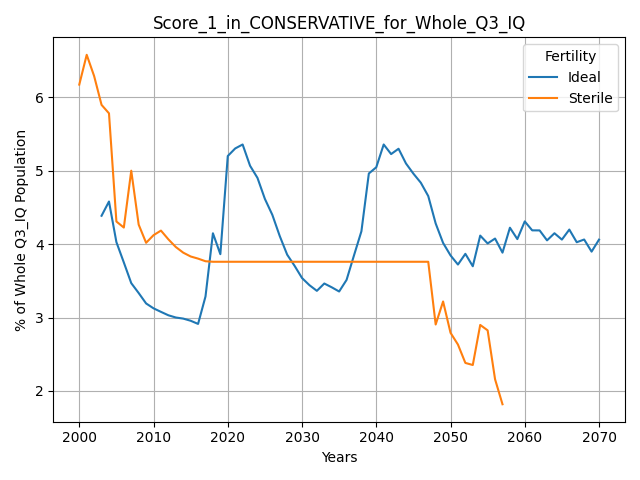 Score_1_in_CONSERVATIVE_for_Whole_Q3_IQ
Fertility
Ideal
Sterile
% of Whole Q3_IQ Population
6
5
4
3
2
2000 2010 2020 2030 2040 2050 2060 2070
Years